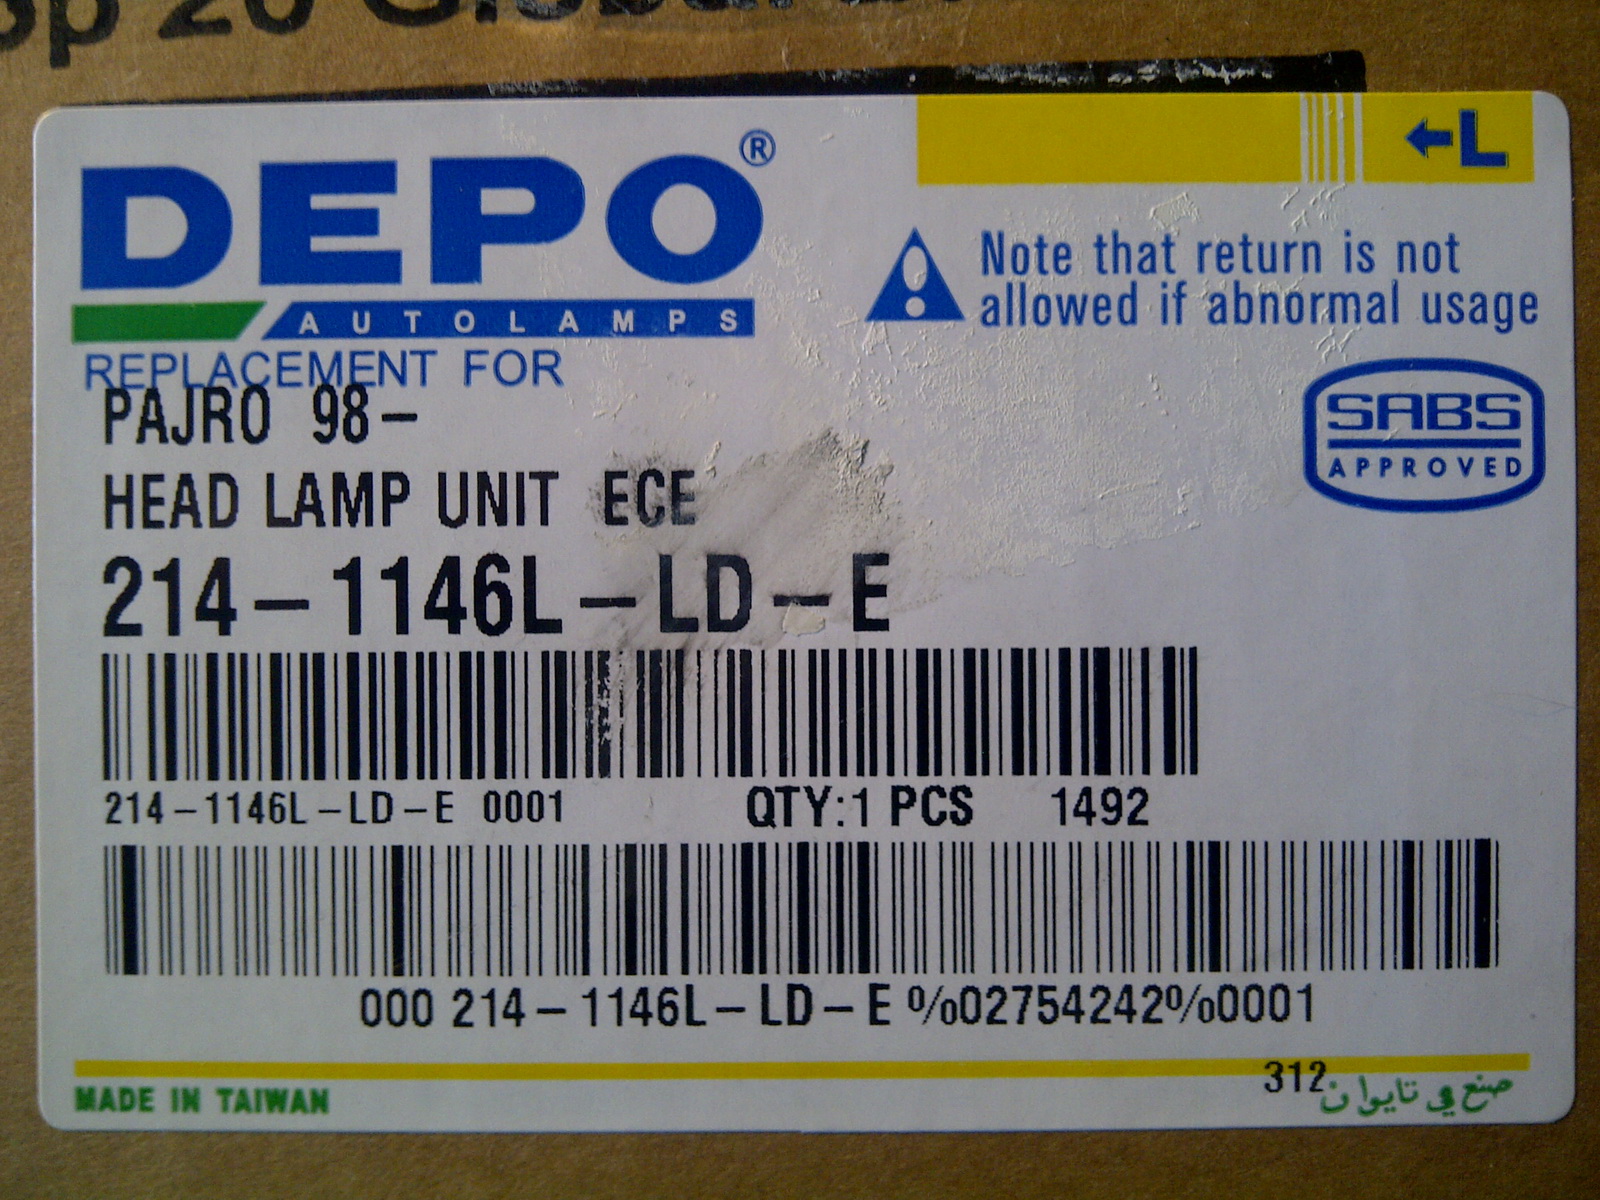 DEPO®
AUTOLAMPS
REPLACEMENT FOR
←L
Note that return is not
allowed if abnormal usage
SABS
APPROVED
PAJRO 98-
HEAD LAMP UNIT ECE
214-1146L-LD-E
214-1146L-LD-E 0001 QTY:1 PCS 1492
000 214-1146L-LD-E %02754242%0001
MADE IN TAIWAN
312
صنع في تايوان